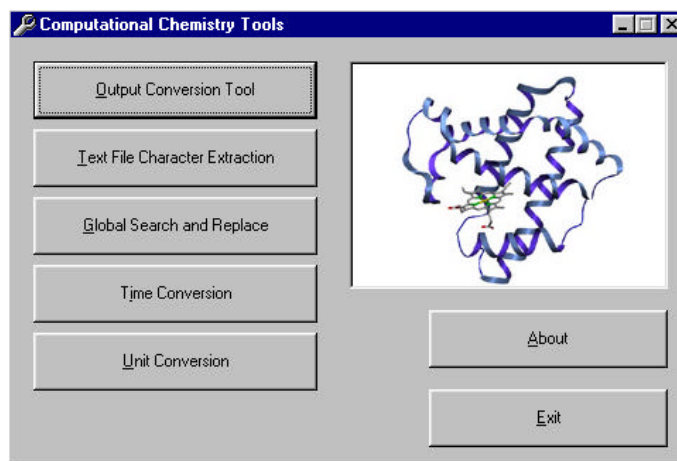 Computational Chemistry Tools
Output Conversion Tool
Text File Character Extraction
Global Search and Replace
Time Conversion
Unit Conversion
About
Exit